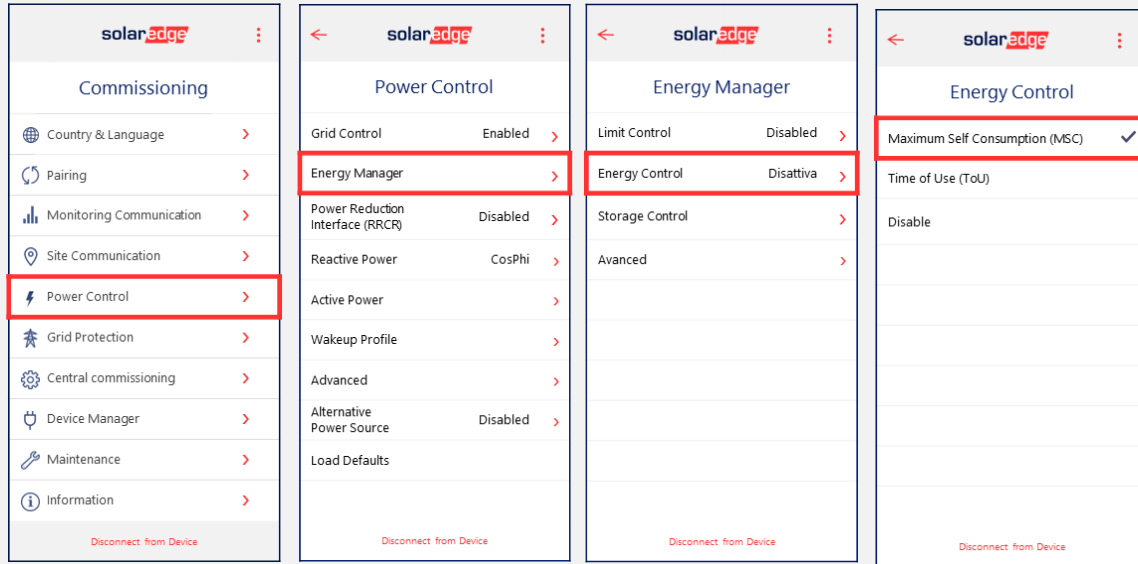 solaredge
Commissioning
Country & Language
Pairing
Monitoring Communication
Site Communication
Power Control
Grid Protection
Central commissioning
Device Manager
Maintenance
Information
Disconnect from Device
solaredge
Power Control
Grid Control Enabled
Energy Manager
Power Reduction
Interface (RRCR) Disabled
Reactive Power CosPhi
Active Power
Wakeup Profile
Advanced
Alternative
Power Source Disabled
Load Defaults
Disconnect from Device
solaredge
Energy Manager
Limit Control Disabled
Energy Control Disattiva
Storage Control
Avanced
Disconnect from Device
solaredge
Energy Control
Maximum Self Consumption (MSC)
Time of Use (ToU)
Disable
Disconnect from Device